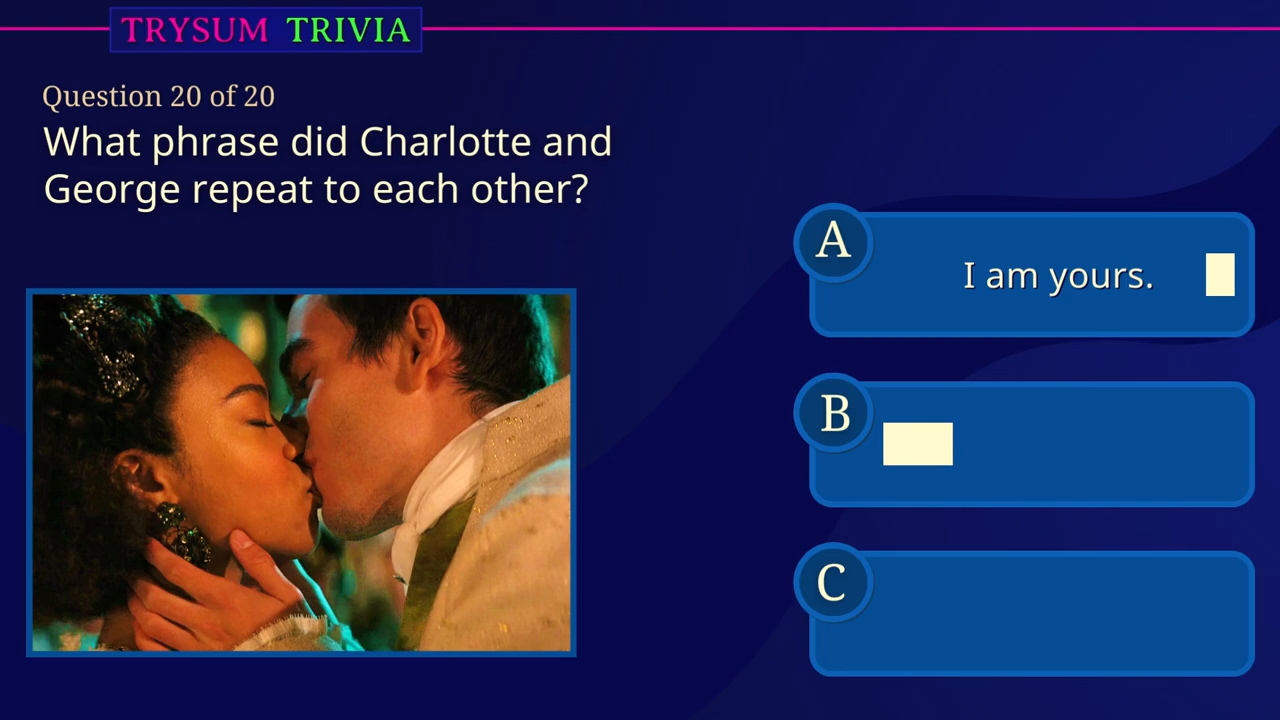 TRYSUM TRIVIA
Question 20 of 20
What phrase did Charlotte and
George repeat to each other?
A
I am yours.
B
C